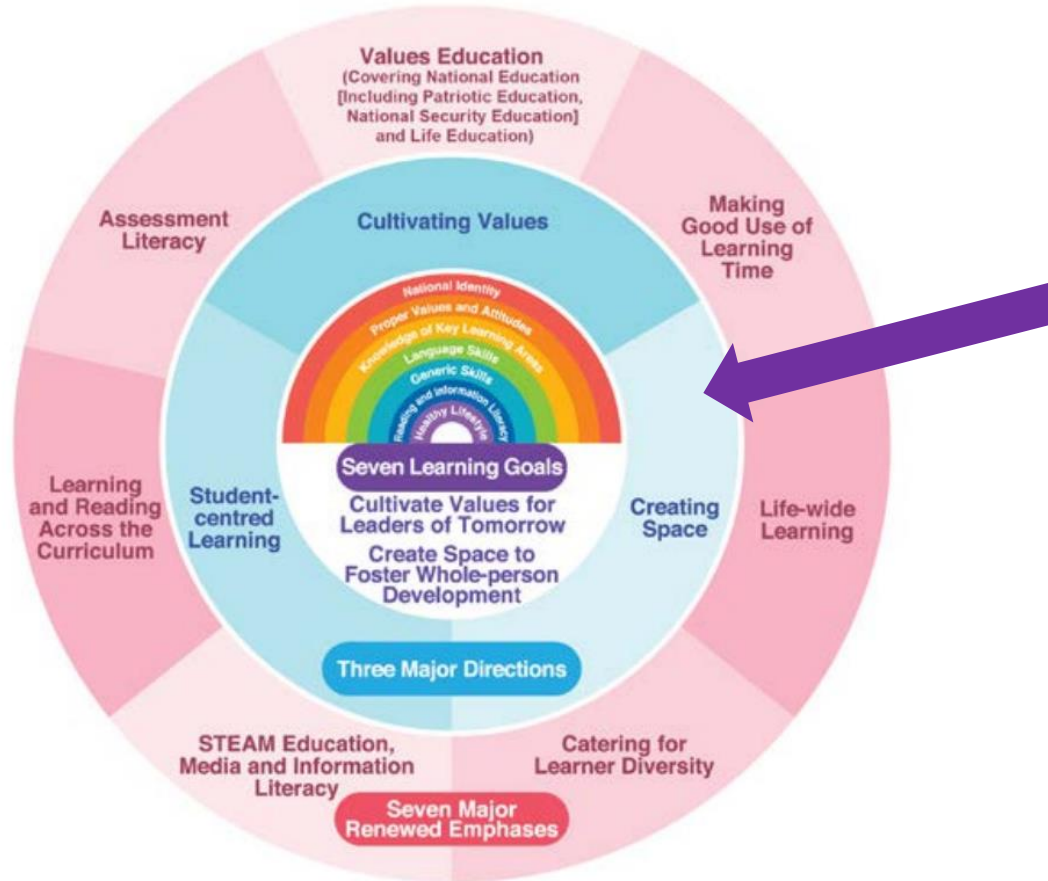 Values Education
(Covering National Education
[Including Patriotic Education,
National Security Education]
and Life Education)
Assessment
Literacy
Cultivating Values
Making
Good Use of
Learning
Time
National Identity
Proper Values and Attitudes
Knowledge of Key Learning Areas
Language Skills
Generic Skills
Reading and Information Literacy
Healthy Lifestyle
Seven Learning Goals
Cultivate Values for
Leaders of Tomorrow
Create Space to
Foster Whole-person
Development
Learning
and Reading
Across the
Curriculum
Student-
centred
Learning
Creating
Space
Life-wide
Learning
Three Major Directions
STEAM Education,
Media and Information
Literacy
Catering for
Learner Diversity
Seven Major
Renewed Emphases